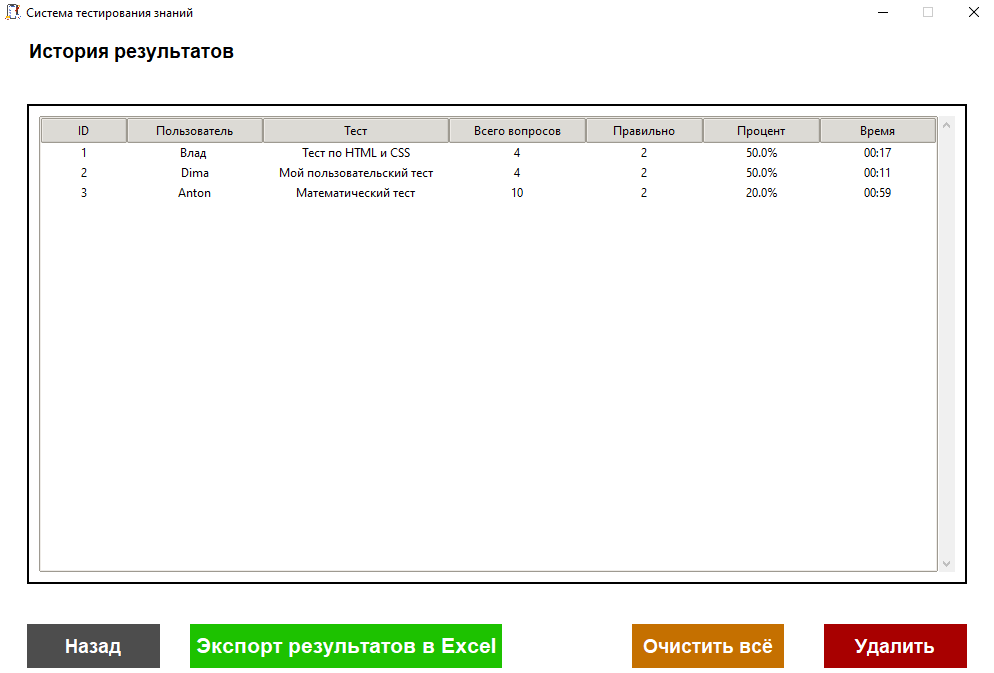 Система тестирования знаний
История результатов
ID Пользователь Тест Всего вопросов Правильно Процент Время
1 Влад Тест по HTML и CSS 4 2 50.0% 00:17
2 Dima Мой пользовательский тест 4 2 50.0% 00:11
3 Anton Математический тест 10 2 20.0% 00:59
Назад Экспорт результатов в Excel Очистить всё Удалить